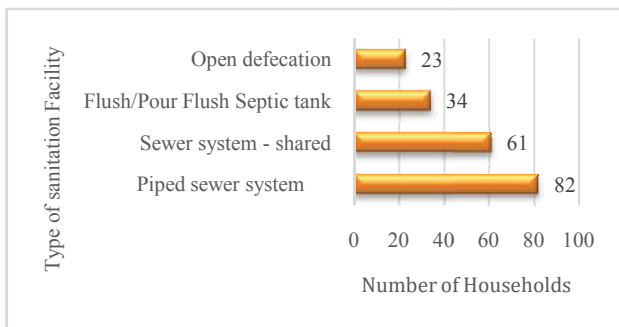 Type of sanitation Facility
Open defecation 23
Flush/Pour Flush Septic tank 34
Sewer system - shared 61
Piped sewer system 82
0 20 40 60 80 100
Number of Households